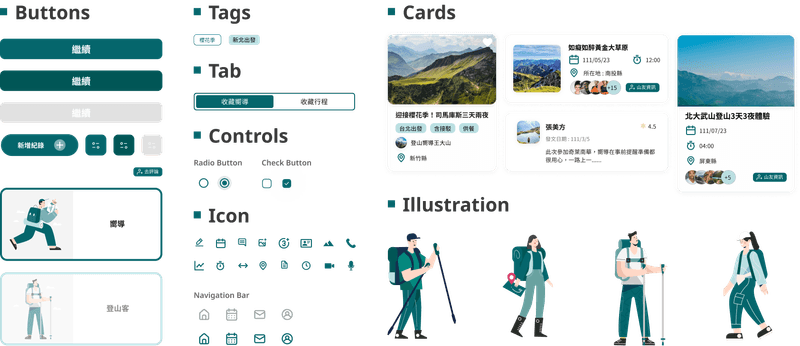 Buttons
繼續
繼續
繼續
新增紀錄
去評論
嚮導
登山客
Tags
櫻花季
新北出發
Tab
收藏嚮導
收藏行程
Controls
Radio Button
Check Button
Icon
Navigation Bar
Cards
迎接櫻花季！司馬庫斯三天兩夜
台北出發
含接駁
供餐
登山嚮導王大山
新竹縣
如癡如醉黃金大草原
111/05/23
12:00
所在地 : 南投縣
+15
山友資訊
張美方
4.5
發文日期 : 111/3/5
此次參加奇萊南華，嚮導在事前提醒準備都
很用心，一路上一......
北大武山登山3天3夜體驗
111/07/23
04:00
屏東縣
+5
山友資訊
Illustration